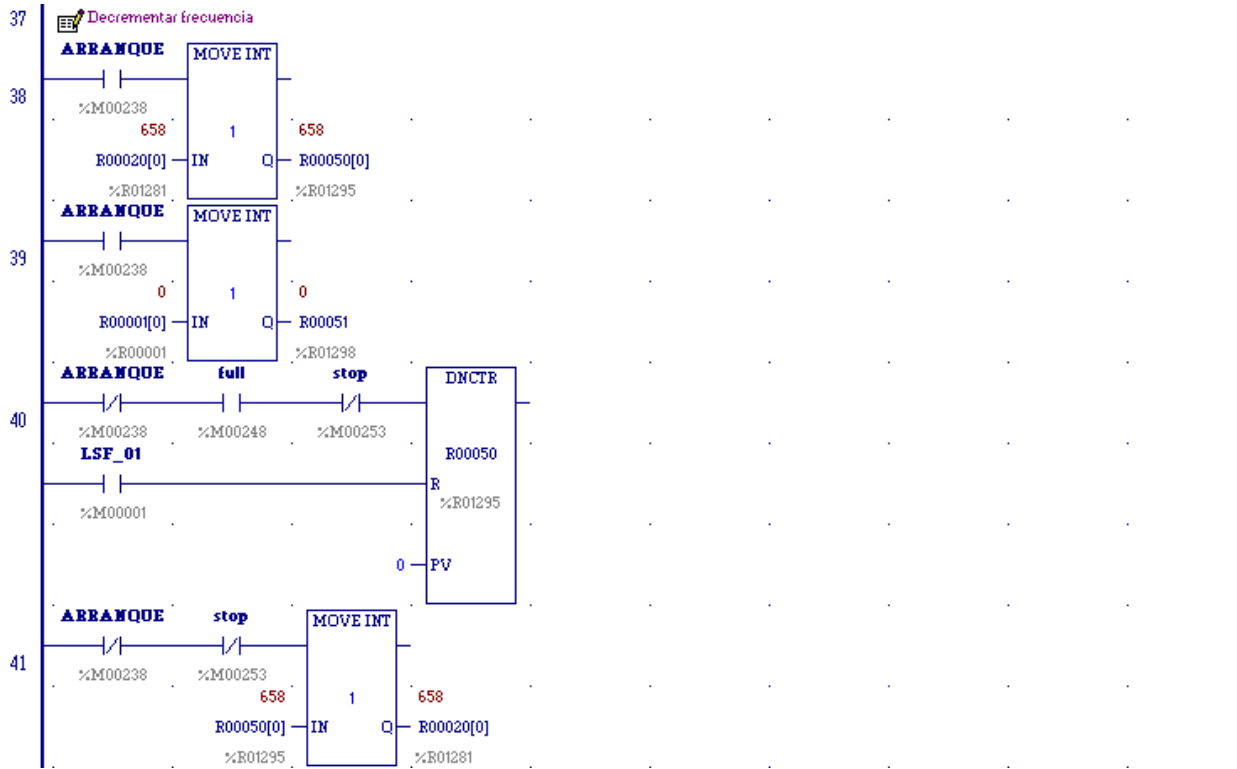 37 Decrementar frecuencia
ARRANQUE MOVE INT
38
%M00238
658 1 658
R00020[0] IN Q R00050[0]
%R01281 %R01295
ARRANQUE MOVE INT
39
%M00238
0 1 0
R00001[0] IN Q R00051
%R00001 %R01298
ARRANQUE full stop DNCTR
40
%M00238 %M00248 %M00253
LSF_01 R00050
R
%R01295
%M00001
0 PV
ARRANQUE stop MOVE INT
41
%M00238 %M00253
658 1 658
R00050[0] IN Q R00020[0]
%R01295 %R01281